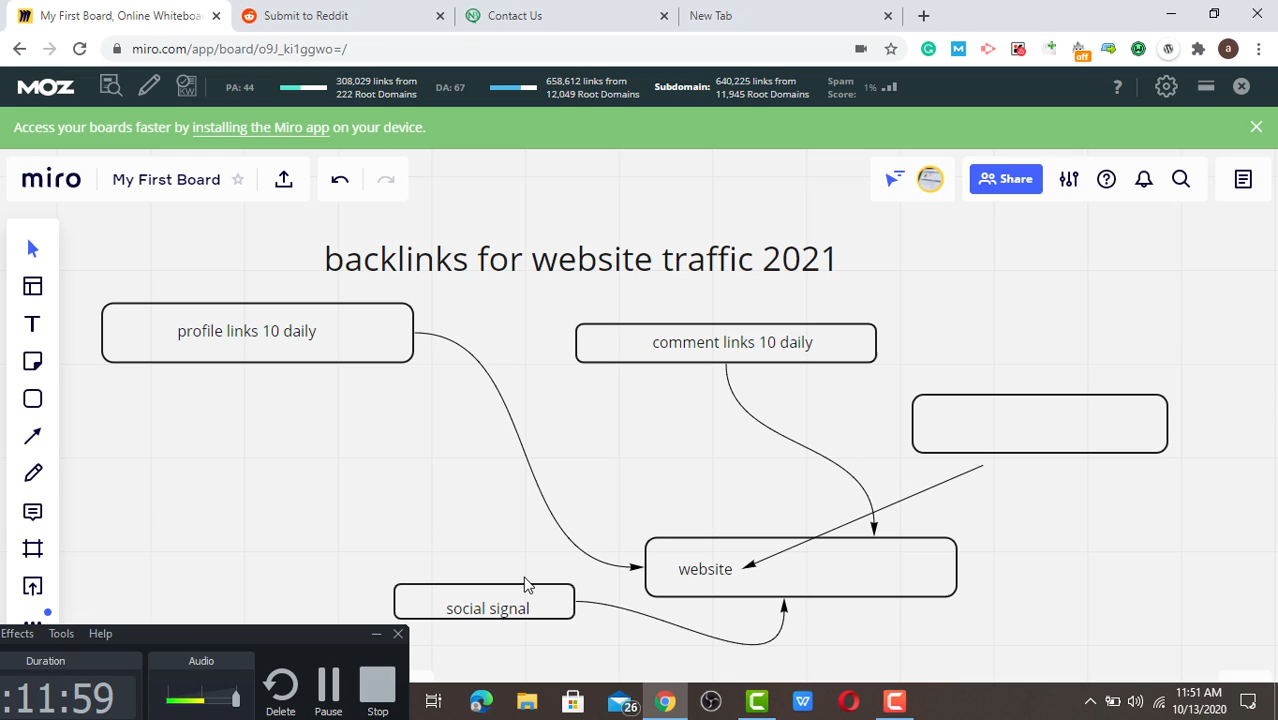 My First Board, Online Whiteboar
Submit to Reddit
Contact Us
New Tab
miro.com/app/board/o9J_ki1ggwo=/
off
a
MOZ
PA: 44
308,029 links from
222 Root Domains
DA: 67
658,612 links from
12,049 Root Domains
Subdomain:
640,225 links from
11,945 Root Domains
Spam
Score:
1%
Access your boards faster by installing the Miro app on your device.
miro
My First Board
Share
backlinks for website traffic 2021
profile links 10 daily
comment links 10 daily
website
social signal
Effects
Tools
Help
Duration
Audio
:11:59
Delete
Pause
Stop
26
11:51 AM
10/13/2020